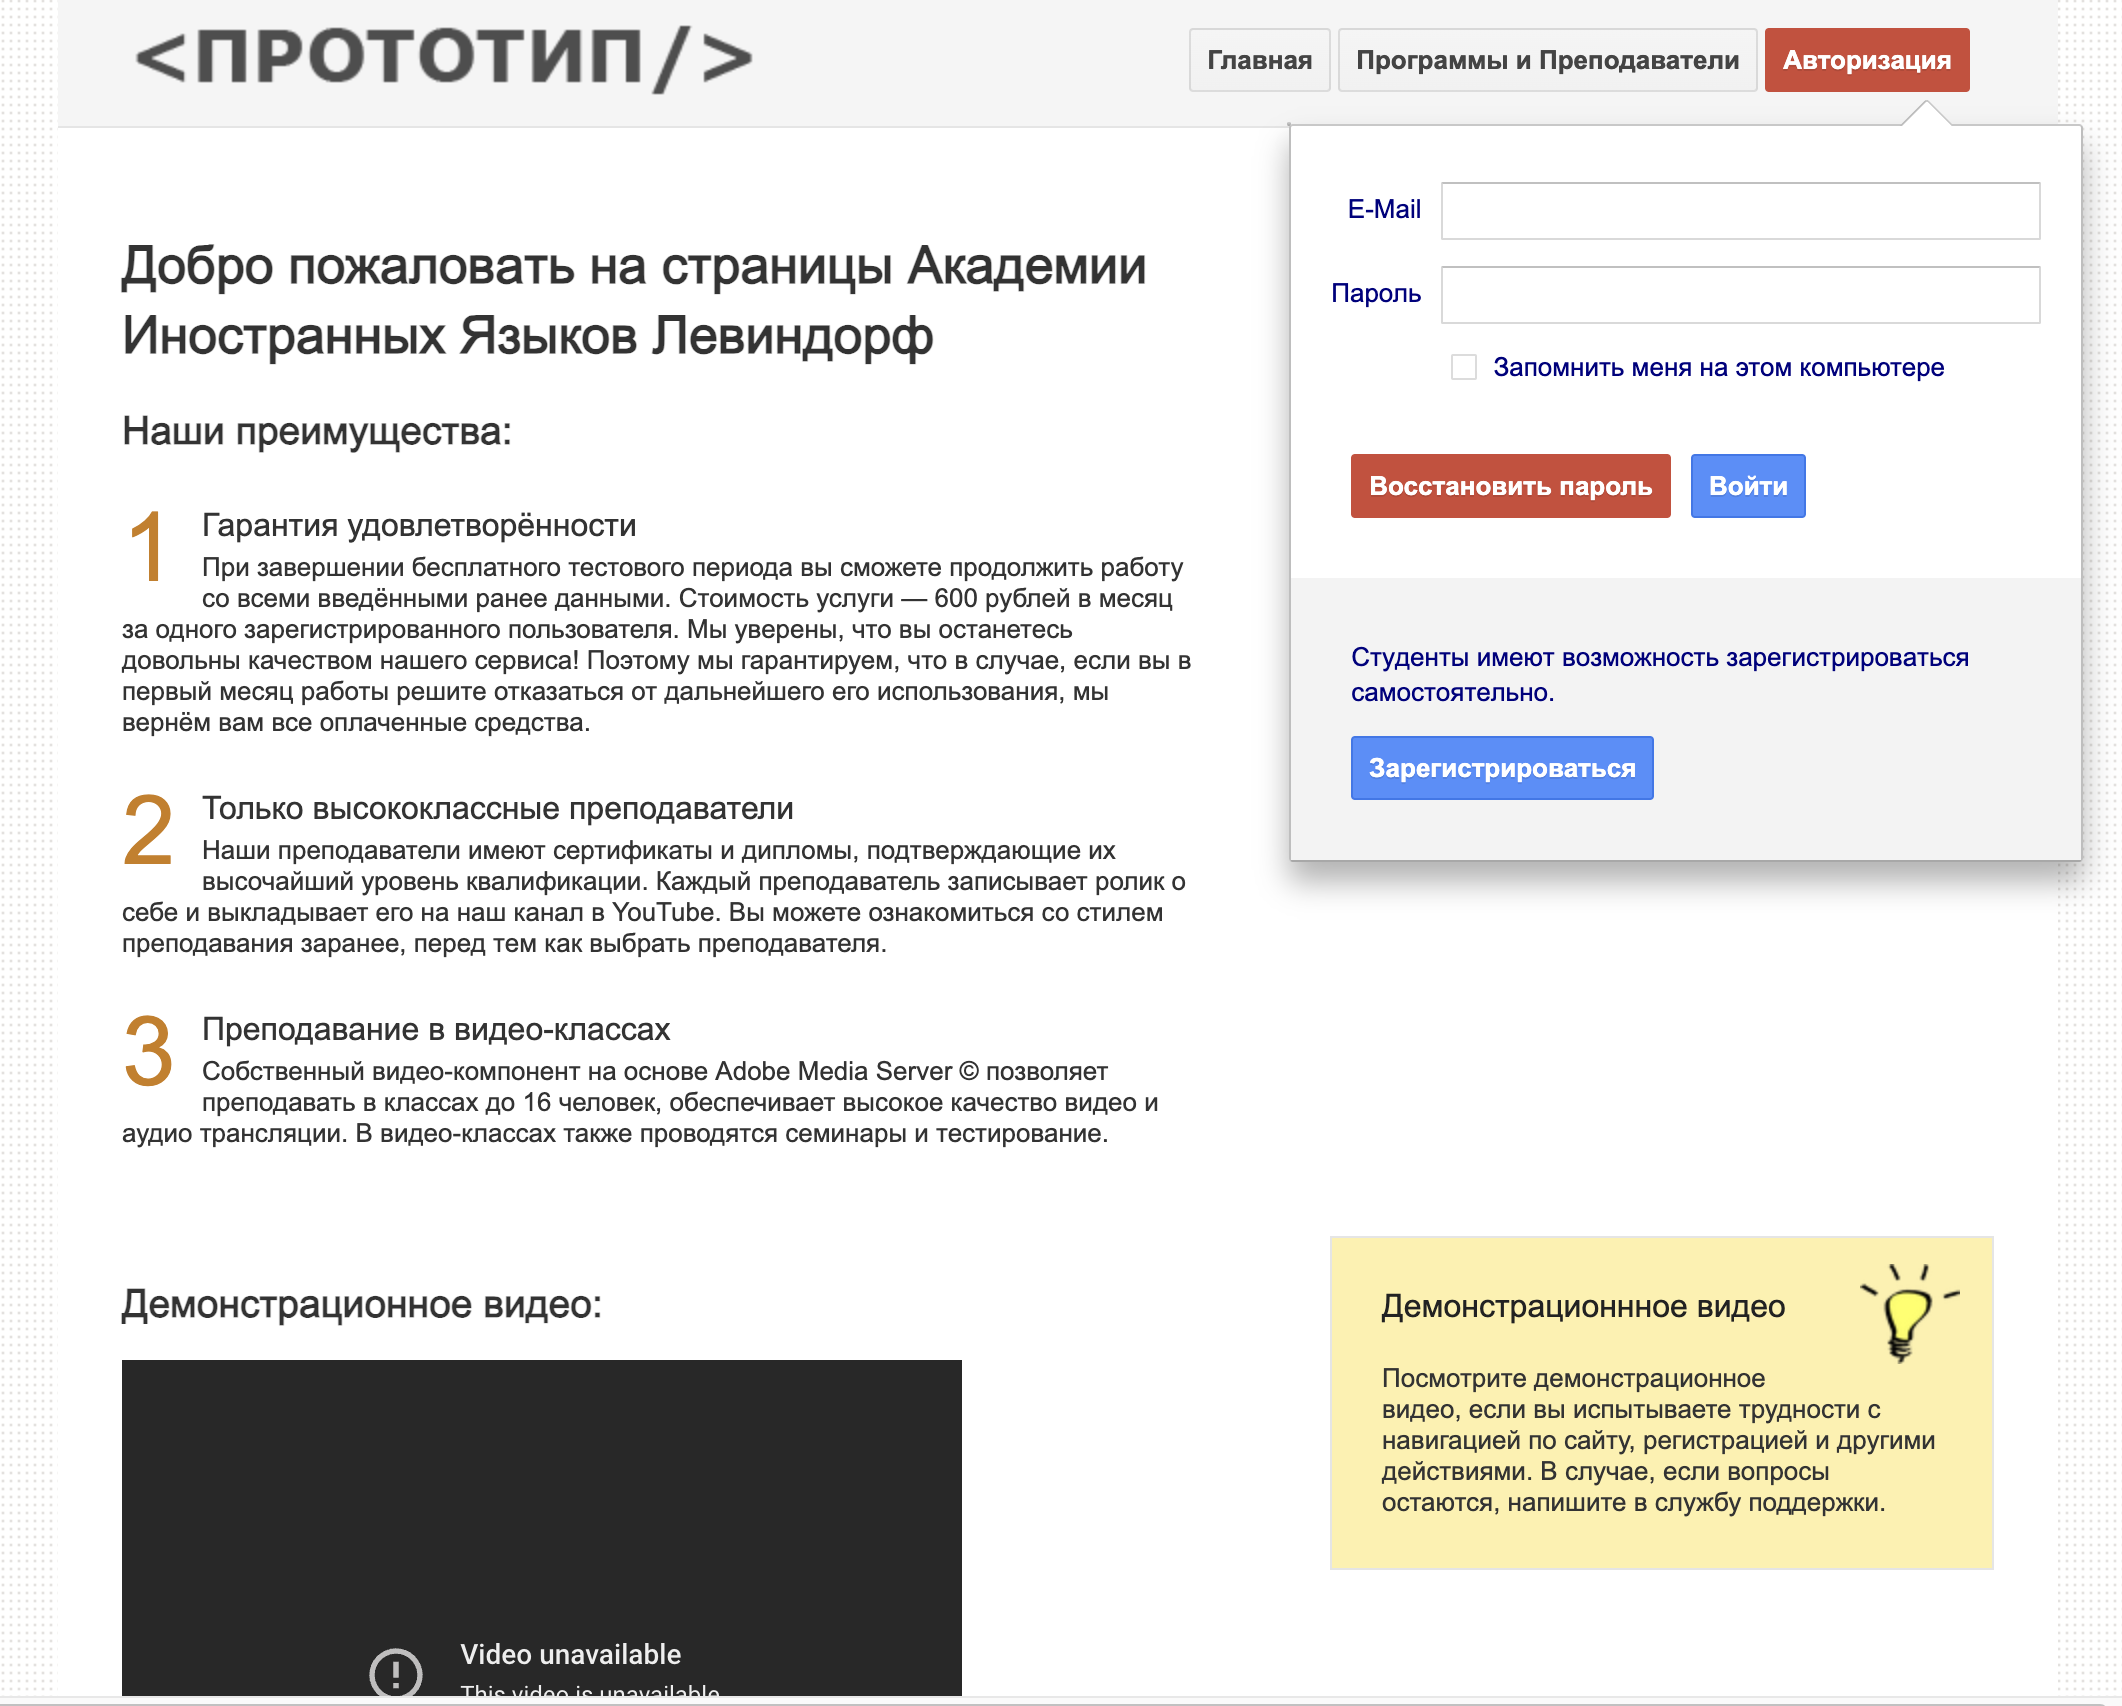 <ПРОТОТИП/>
Главная
Программы и Преподаватели
Авторизация
E-Mail
Пароль
Запомнить меня на этом компьютере
Восстановить пароль
Войти
Студенты имеют возможность зарегистрироваться
самостоятельно.
Зарегистрироваться
Добро пожаловать на страницы Академии
Иностранных Языков Левиндорф
Наши преимущества:
1
Гарантия удовлетворённости
При завершении бесплатного тестового периода вы сможете продолжить работу
со всеми введёнными ранее данными. Стоимость услуги — 600 рублей в месяц
за одного зарегистрированного пользователя. Мы уверены, что вы останетесь
довольны качеством нашего сервиса! Поэтому мы гарантируем, что в случае, если вы в
первый месяц работы решите отказаться от дальнейшего его использования, мы
вернём вам все оплаченные средства.
2
Только высококлассные преподаватели
Наши преподаватели имеют сертификаты и дипломы, подтверждающие их
высочайший уровень квалификации. Каждый преподаватель записывает ролик о
себе и выкладывает его на наш канал в YouTube. Вы можете ознакомиться со стилем
преподавания заранее, перед тем как выбрать преподавателя.
3
Преподавание в видео-классах
Собственный видео-компонент на основе Adobe Media Server © позволяет
преподавать в классах до 16 человек, обеспечивает высокое качество видео и
аудио трансляции. В видео-классах также проводятся семинары и тестирование.
Демонстрационное видео:
Video unavailable
This video is unavailable
Демонстрационнное видео
Посмотрите демонстрационное
видео, если вы испытываете трудности с
навигацией по сайту, регистрацией и другими
действиями. В случае, если вопросы
остаются, напишите в службу поддержки.